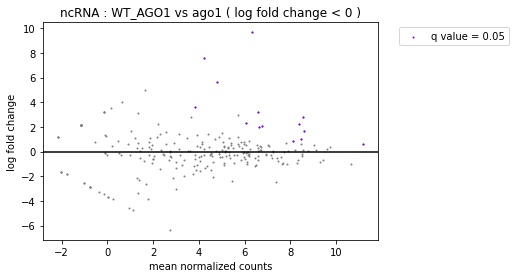 ncRNA : WT_AGO1 vs ago1 ( log fold change < 0 )
q value = 0.05
log fold change
10
8
6
4
2
0
−2
−4
−6
−2 0 2 4 6 8 10
mean normalized counts